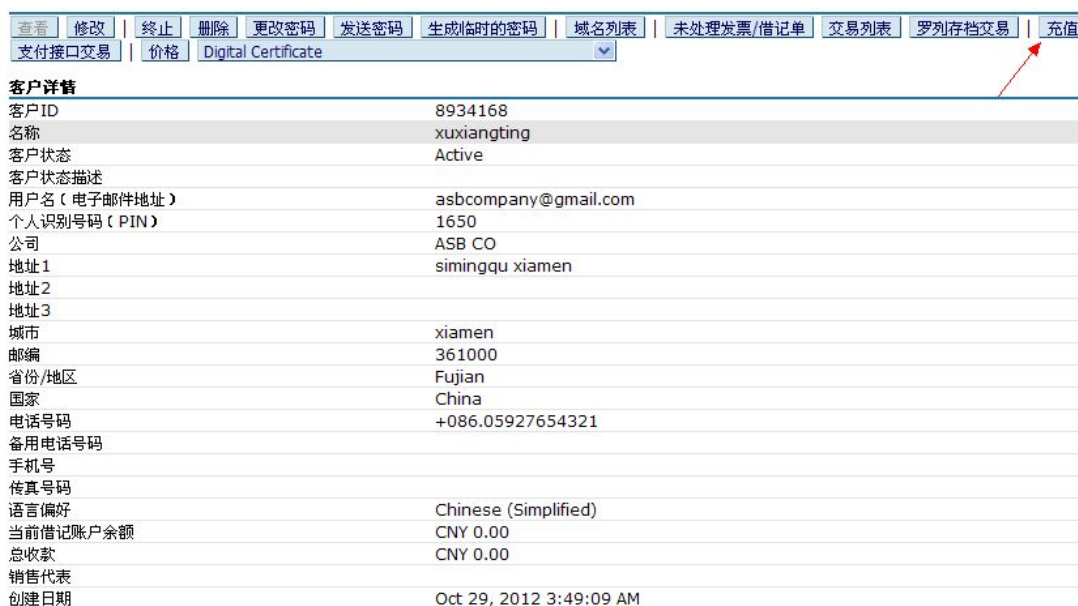 查看 修改 | 终止 删除 更改密码 发送密码 生成临时的密码 | 域名列表 | 未处理发票/借记单 交易列表 罗列存档交易 | 充值
支付接口交易 | 价格 Digital Certificate
客户详情
客户ID 8934168
名称 xuxiangting
客户状态 Active
客户状态描述
用户名(电子邮件地址) asbcompany@gmail.com
个人识别号码(PIN) 1650
公司 ASB CO
地址1 simingqu xiamen
地址2
地址3
城市 xiamen
邮编 361000
省份/地区 Fujian
国家 China
电话号码 +086.05927654321
备用电话号码
手机号
传真号码
语言偏好 Chinese (Simplified)
当前借记账户余额 CNY 0.00
总收款 CNY 0.00
销售代表
创建日期 Oct 29, 2012 3:49:09 AM